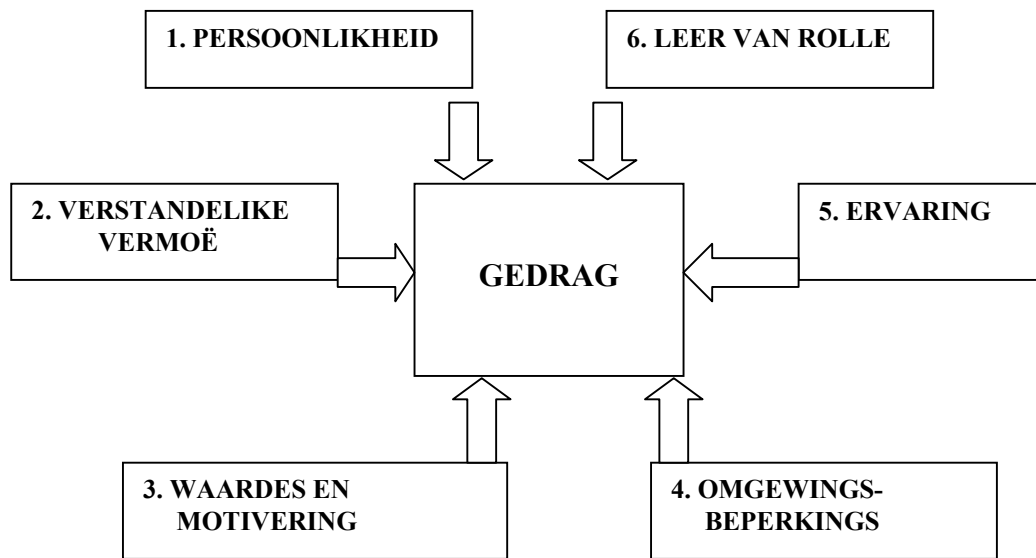 1. PERSOONLIKHEID
6. LEER VAN ROLLE
2. VERSTANDELIKE
VERMOË
GEDRAG
5. ERVARING
3. WAARDES EN
MOTIVERING
4. OMGEWINGS-
BEPERKINGS